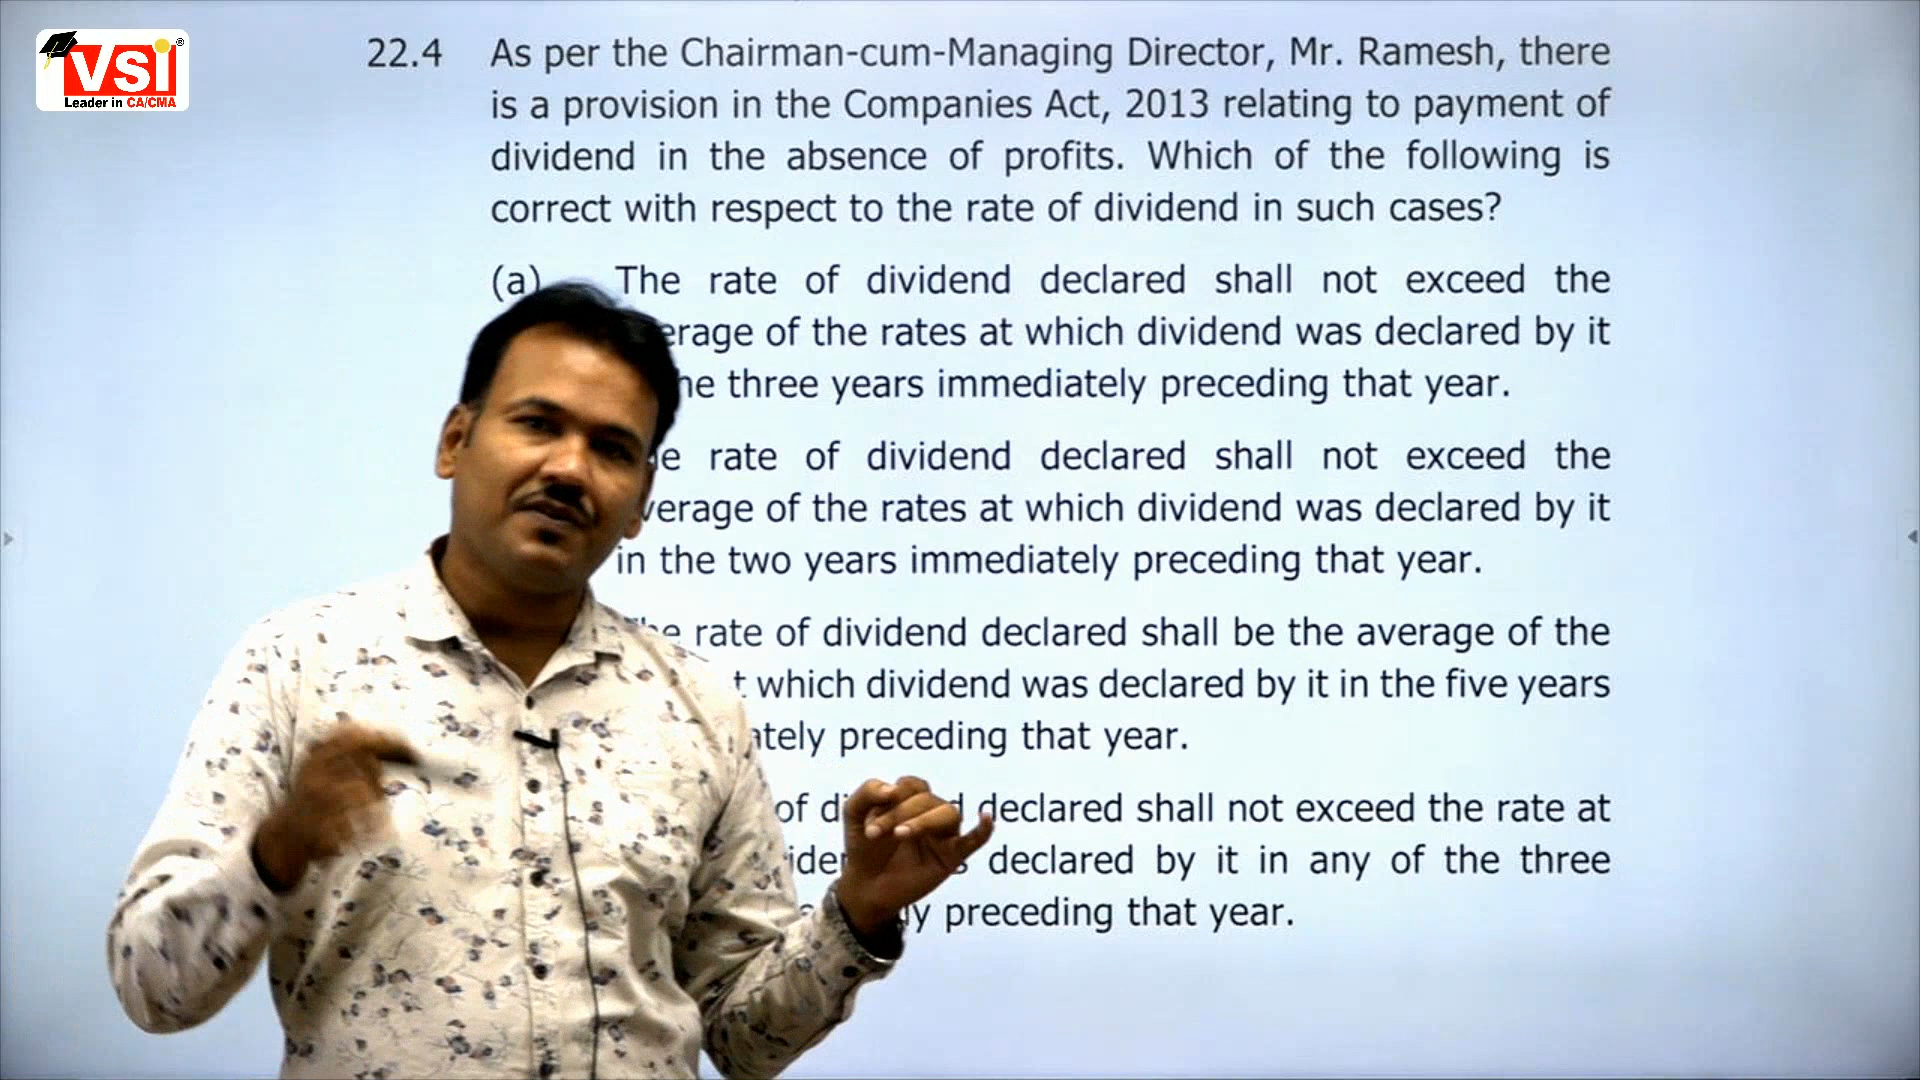 VSI
Leader in CA/CMA
22.4 As per the Chairman-cum-Managing Director, Mr. Ramesh, there
is a provision in the Companies Act, 2013 relating to payment of
dividend in the absence of profits. Which of the following is
correct with respect to the rate of dividend in such cases?
(a) The rate of dividend declared shall not exceed the
of the rates at which dividend was declared by it
three years immediately preceding that year.
rate of dividend declared shall not exceed the
average of the rates at which dividend was declared by it
in the two years immediately preceding that year.
rate of dividend declared shall be the average of the
which dividend was declared by it in the five years
preceding that year.
of declared shall not exceed the rate at
declared by it in any of the three
preceding that year.